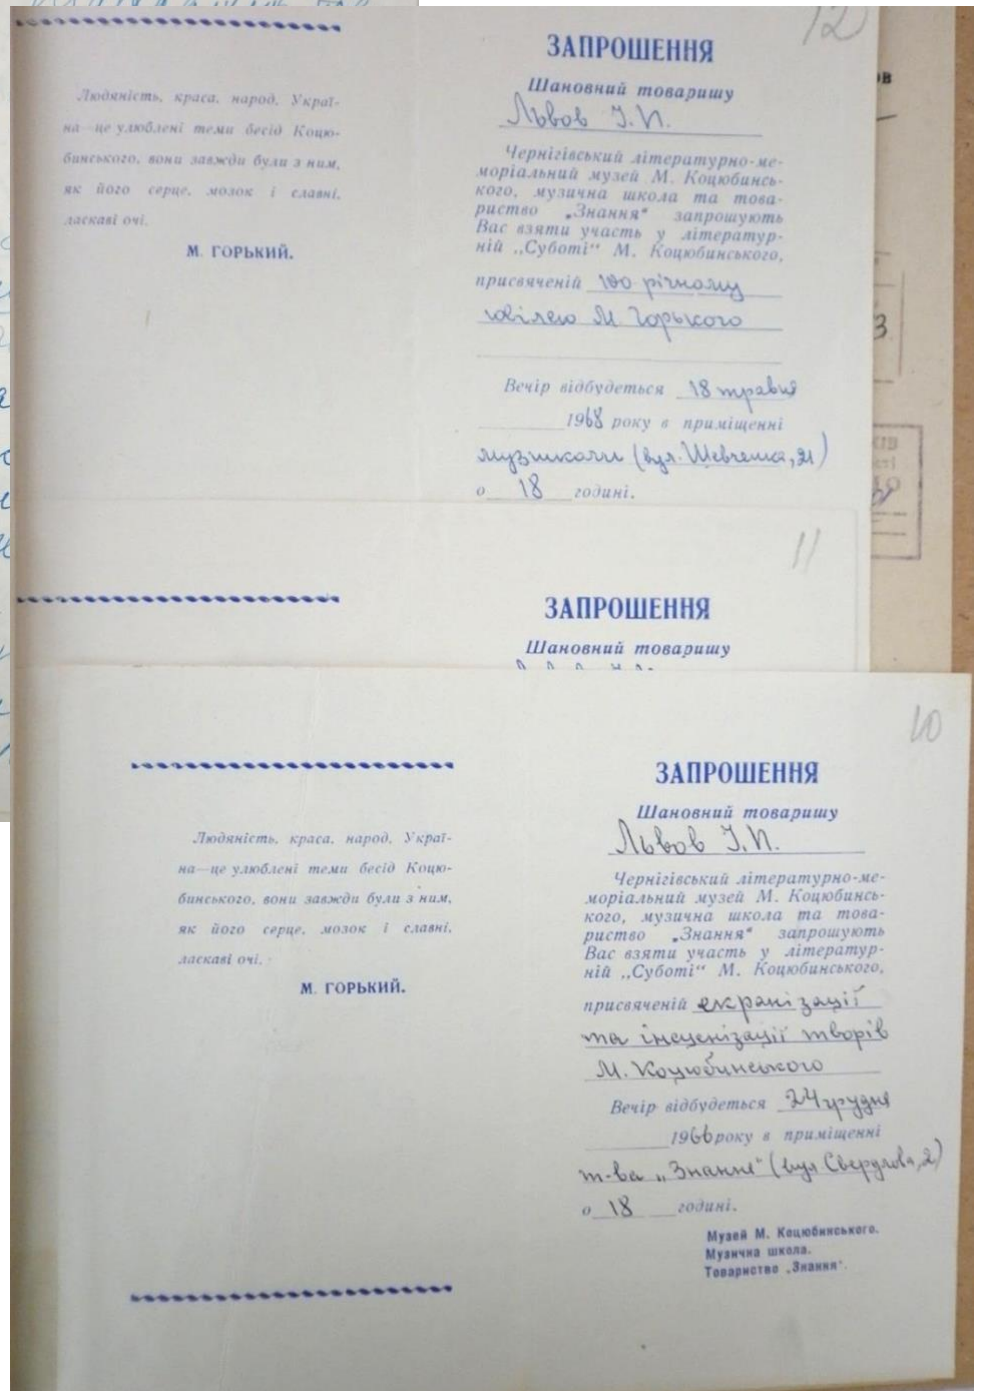 12
Людяність, краса, народ, Украї-
на—це улюблені теми бесід Коцю-
бинського, вони завжди були з ним,
як його серце, мозок і славні,
ласкаві очі.
М. ГОРЬКИЙ.
ЗАПРОШЕННЯ
Шановний товаришу
Львов І.П.
Чернігівський літературно-ме-
моріальний музей М. Коцюбинсь-
кого, музична школа та това-
риство „Знання“ запрошують
Вас взяти участь у літератур-
ній „Суботі“ М. Коцюбинського,
присвяченій 100 річному
ювілею М. Горького
Вечір відбудеться 18 травня
1968 року в приміщенні
музшколи (вул. Шевченка, 21)
о 18 годині.
11
ЗАПРОШЕННЯ
Шановний товаришу
10
Людяність, краса, народ, Украї-
на—це улюблені теми бесід Коцю-
бинського, вони завжди були з ним,
як його серце, мозок і славні,
ласкаві очі.
М. ГОРЬКИЙ.
ЗАПРОШЕННЯ
Шановний товаришу
Львов І.П.
Чернігівський літературно-ме-
моріальний музей М. Коцюбинсь-
кого, музична школа та това-
риство „Знання“ запрошують
Вас взяти участь у літератур-
ній „Суботі“ М. Коцюбинського,
присвяченій екранізації
та інсценізації творів
М. Коцюбинського
Вечір відбудеться 24 грудня
1966 року в приміщенні
т-ва „Знання“ (вул Свердлова, 2)
о 18 годині.
Музей М. Коцюбинського.
Музична школа.
Товариство „Знання“.